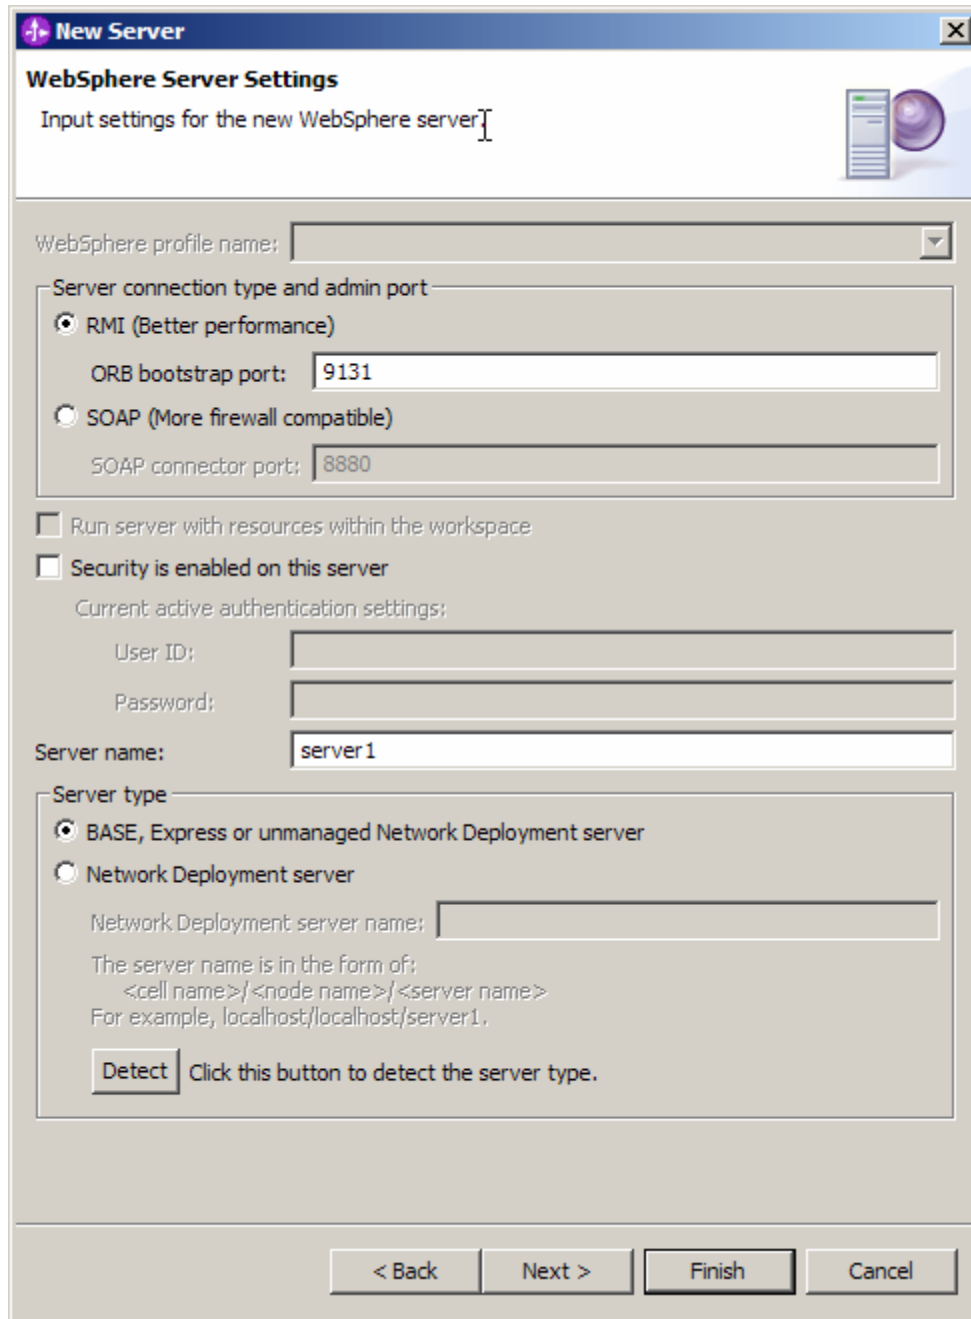 New Server
WebSphere Server Settings
Input settings for the new WebSphere server.
WebSphere profile name:
Server connection type and admin port
RMI (Better performance)
ORB bootstrap port: 9131
SOAP (More firewall compatible)
SOAP connector port: 8880
Run server with resources within the workspace
Security is enabled on this server
Current active authentication settings:
User ID:
Password:
Server name: server1
Server type
BASE, Express or unmanaged Network Deployment server
Network Deployment server
Network Deployment server name:
The server name is in the form of:
<cell name>/<node name>/<server name>
For example, localhost/localhost/server1.
Detect Click this button to detect the server type.
< Back Next > Finish Cancel